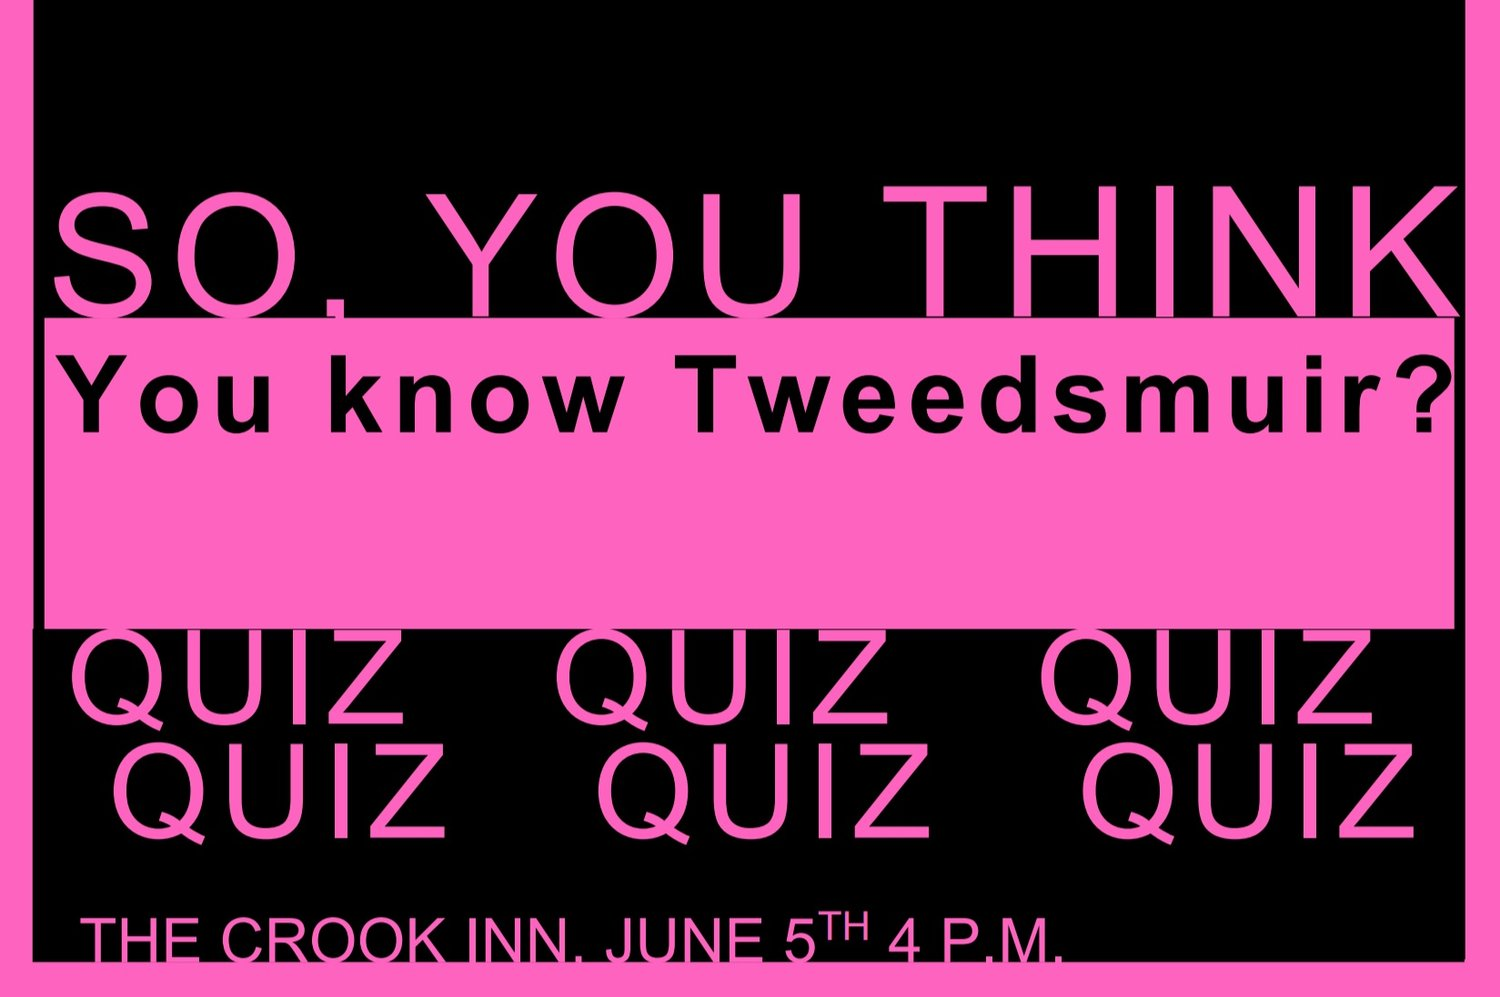 SO, YOU THINK
You know Tweedsmuir?
QUIZ QUIZ QUIZ
QUIZ QUIZ QUIZ
THE CROOK INN, JUNE 5TH 4 P.M.